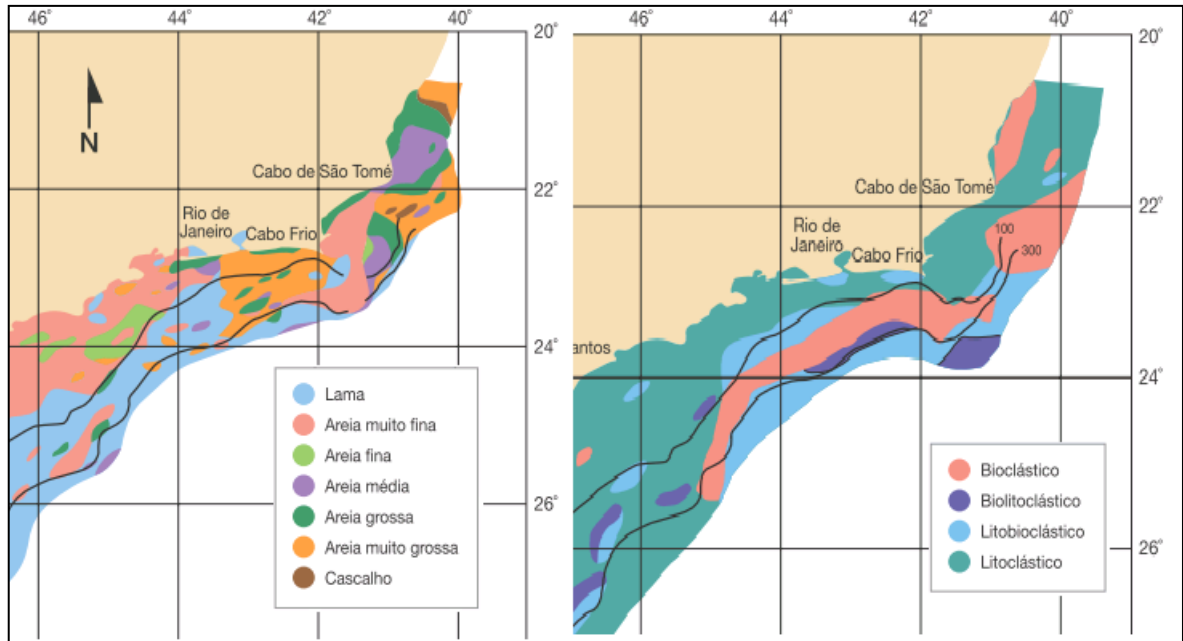 46° 44° 42° 40°
20°
N
Cabo de São Tomé
22°
Rio de
Janeiro
Cabo Frio
24°
Lama
Areia muito fina
Areia fina
Areia média
Areia grossa
Areia muito grossa
Cascalho
26°
46° 44° 42° 40°
20°
Cabo de São Tomé
22°
100
300
Rio de
Janeiro
Cabo Frio
antos
24°
Bioclástico
Biolitoclástico
Litobioclástico
Litoclástico
26°